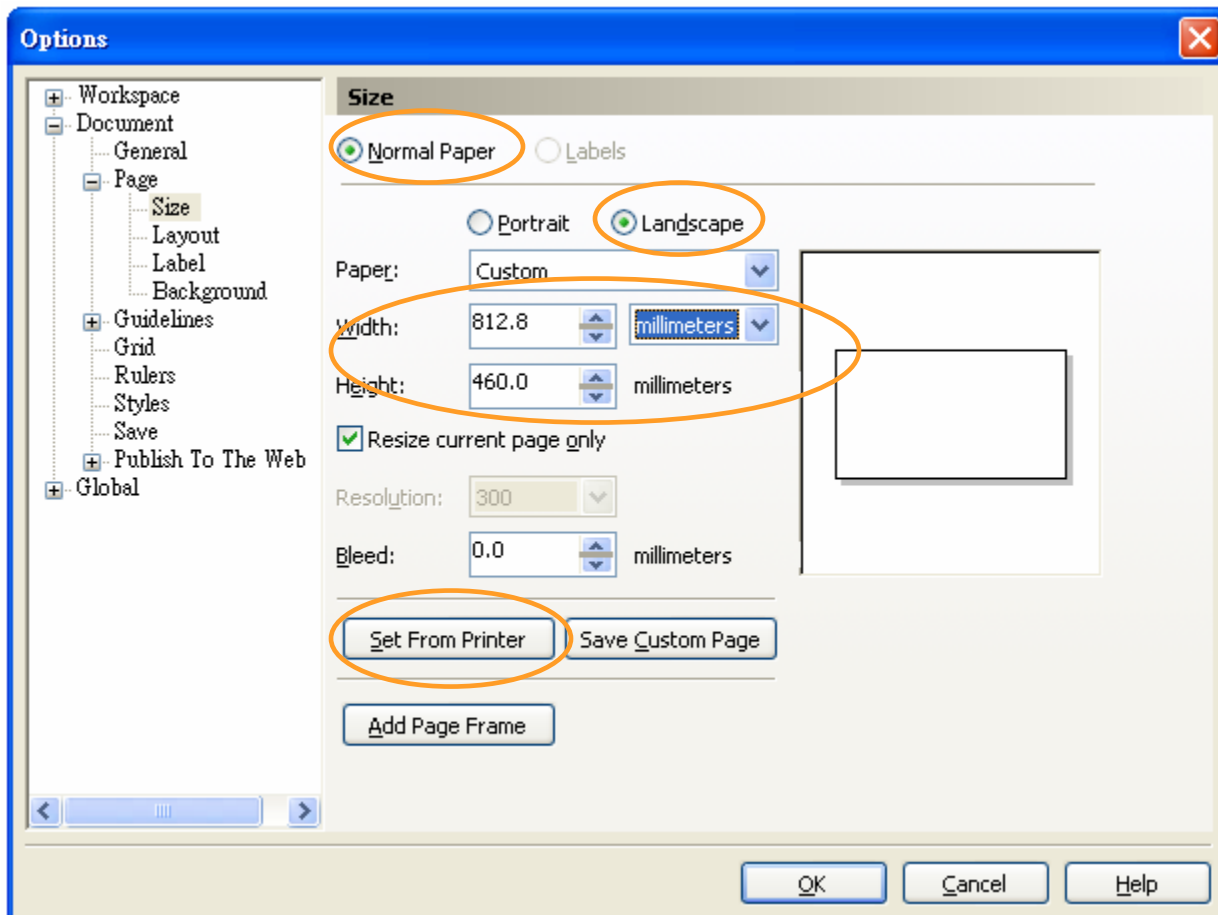 Options
Workspace
Document
General
Page
Size
Layout
Label
Background
Guidelines
Grid
Rulers
Styles
Save
Publish To The Web
Global
Size
Normal Paper Labels
Portrait Landscape
Paper: Custom
Width: 812.8 millimeters
Height: 460.0 millimeters
Resize current page only
Resolution: 300
Bleed: 0.0 millimeters
Set From Printer Save Custom Page
Add Page Frame
OK Cancel Help